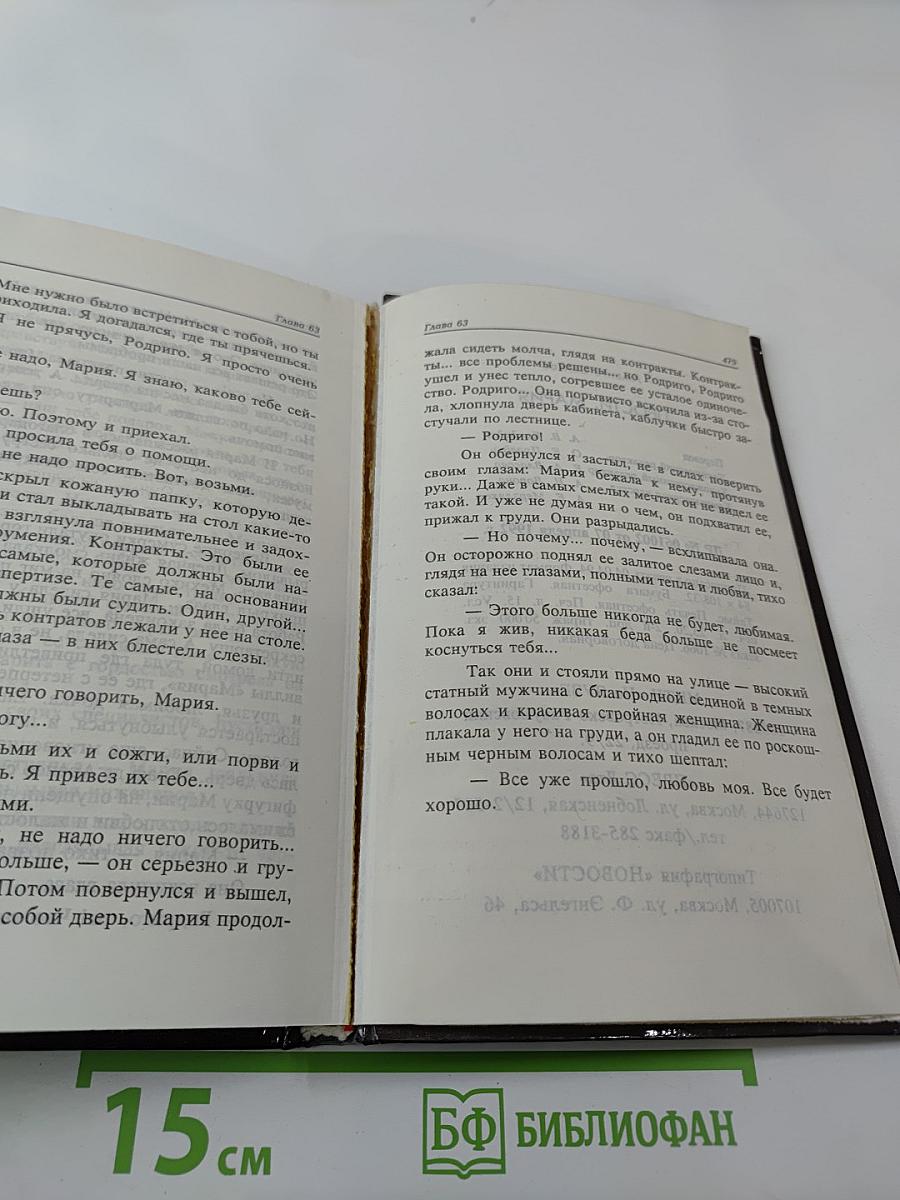 Глава 63
Мне нужно было встретиться с тобой, но ты
приходила. Я догадался, где ты прячешься.
Я не прячусь, Родриго. Я просто очень
надо, Мария. Я знаю, каково тебе сей-
Поэтому и приехал.
просила тебя о помощи.
не надо просить. Вот, возьми.
скрыл кожаную папку, которую де-
и стал выкладывать на стол какие-то
взглянула повнимательнее и задох-
румения. Контракты. Это были ее
самые, которые должны были на-
пертизе. Те самые, на основании
лжны были судить. Один, другой...
ь контратов лежали у нее на столе.
лаза — в них блестели слезы.
ичего говорить, Мария.
огу...
ьми их и сожги, или порви и
ь. Я привез их тебе...
ами.
, не надо ничего говорить...
ольше, — он серьезно и гру-
Потом повернулся и вышел,
собой дверь. Мария продол-
Глава 63
475
жала сидеть молча, глядя на контракты. Контрак-
ты... все проблемы решены... но Родриго, Родриго
ушел и унес тепло, согревшее ее усталое одиноче-
ство. Родриго... Она порывисто вскочила из-за сто-
ла, хлопнула дверь кабинета, каблучки быстро за-
стучали по лестнице.
— Родриго!
Он обернулся и застыл, не в силах поверить
своим глазам: Мария бежала к нему, протянув
руки... Даже в самых смелых мечтах он не видел ее
такой. И уже не думая ни о чем, он подхватил ее,
прижал к груди. Они разрыдались.
— Но почему... почему, — всхлипывала она.
Он осторожно поднял ее залитое слезами лицо и,
глядя на нее глазами, полными тепла и любви, тихо
сказал:
— Этого больше никогда не будет, любимая.
Пока я жив, никакая беда больше не посмеет
коснуться тебя...
Так они и стояли прямо на улице — высокий
статный мужчина с благородной сединой в темных
волосах и красивая стройная женщина. Женщина
плакала у него на груди, а он гладил ее по роскош-
ным черным волосам и тихо шептал:
— Все уже прошло, любовь моя. Все будет
хорошо.
15 см
БФ БИБЛИОФАН